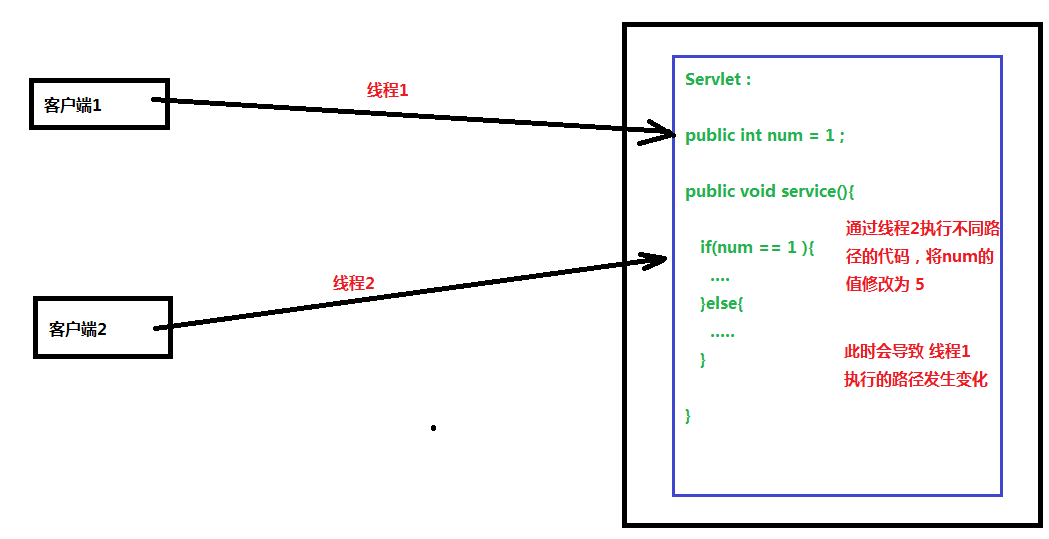 客户端1
线程1
客户端2
线程2
Servlet :
public int num = 1 ;
public void service(){
if(num == 1 ){
....
}else{
.....
}
}
通过线程2执行不同路
径的代码，将num的
值修改为 5
此时会导致 线程1
执行的路径发生变化